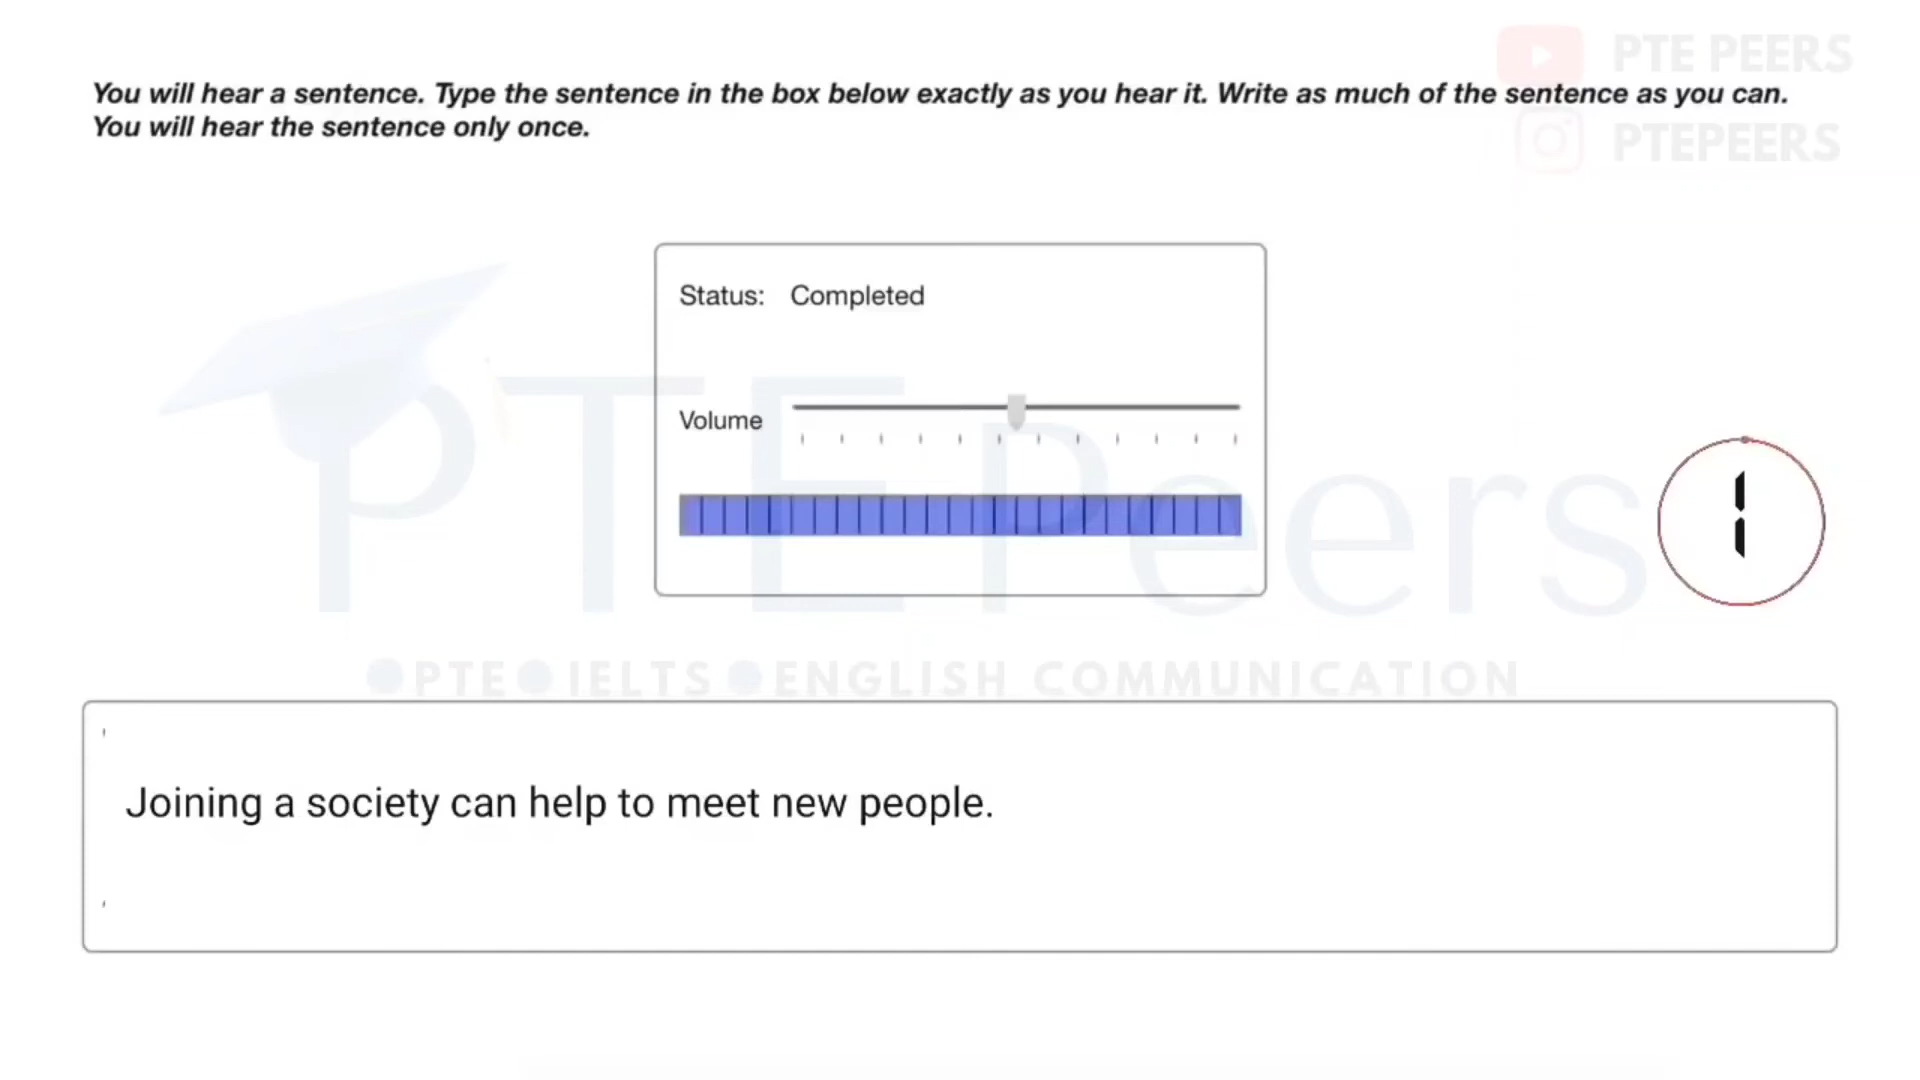 PTE PEERS
You will hear a sentence. Type the sentence in the box below exactly as you hear it. Write as much of the sentence as you can.
You will hear the sentence only once.
PTEPEERS
Status: Completed
Volume
PTE Peers
1
PTE IELTS ENGLISH COMMUNICATION
Joining a society can help to meet new people.